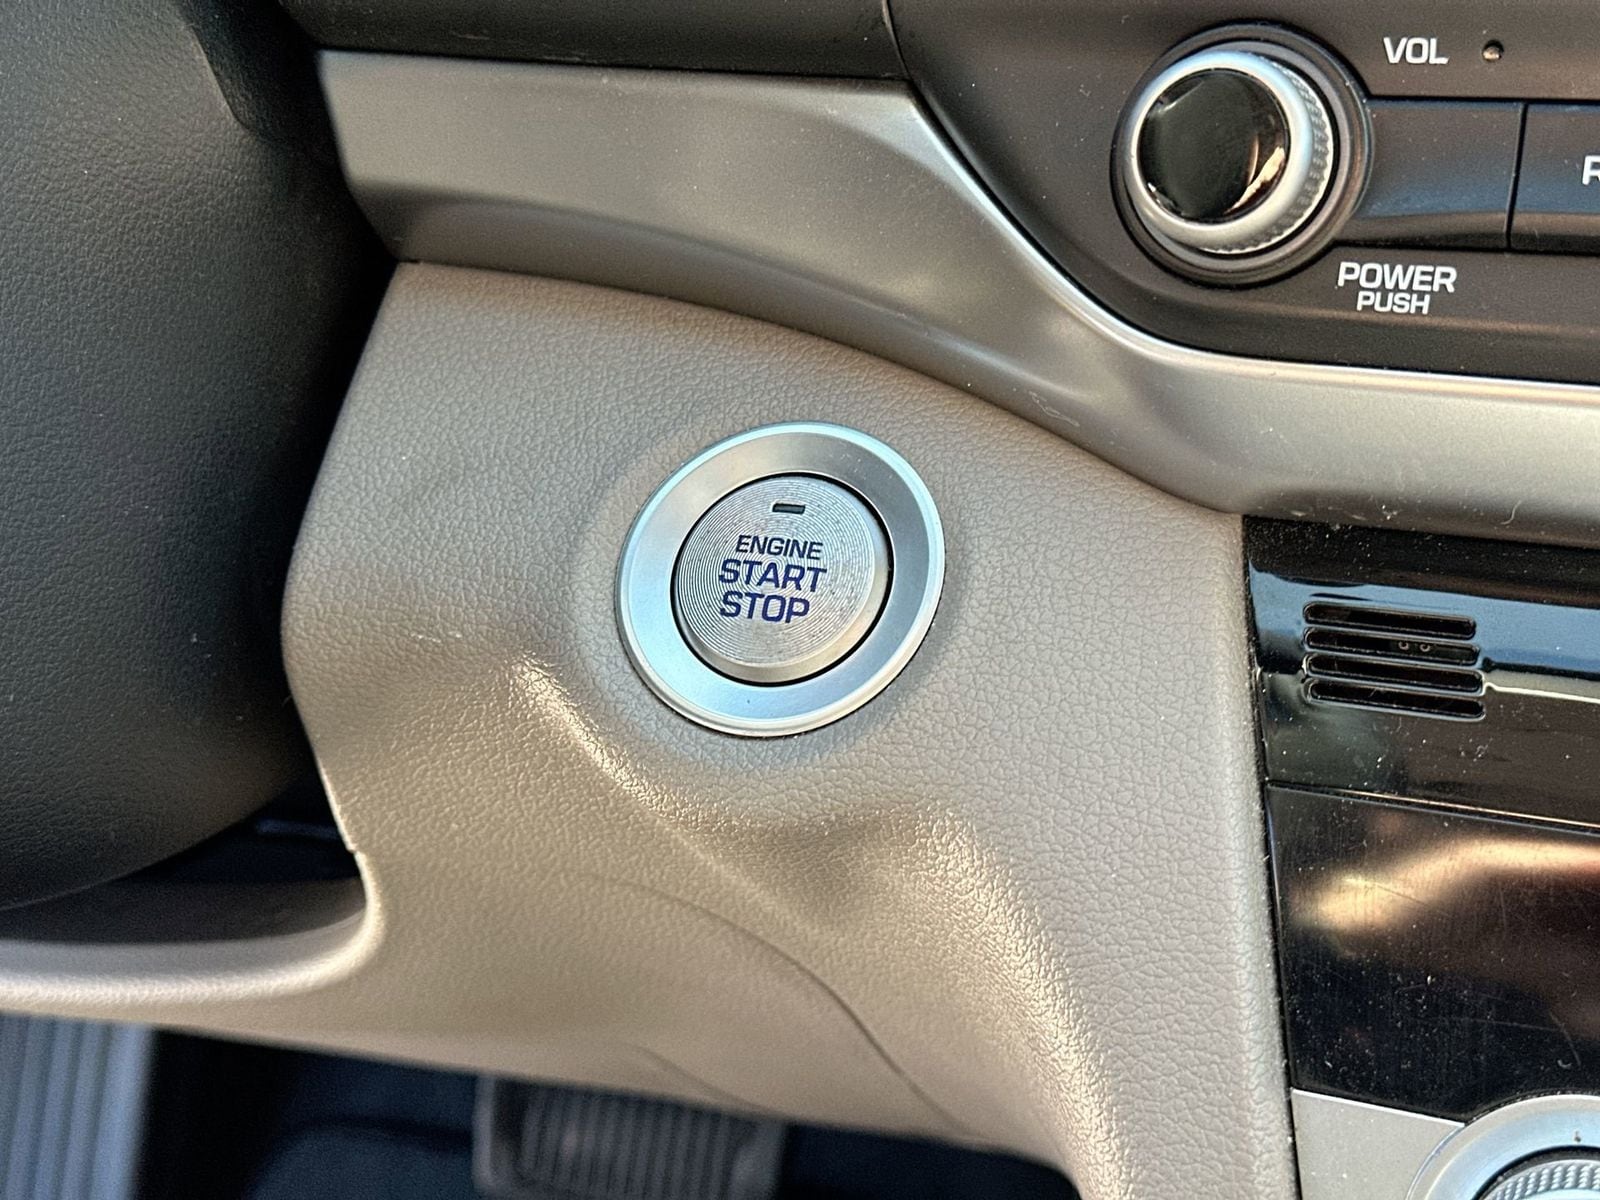 VOL
R
POWER
PUSH
ENGINE
START
STOP